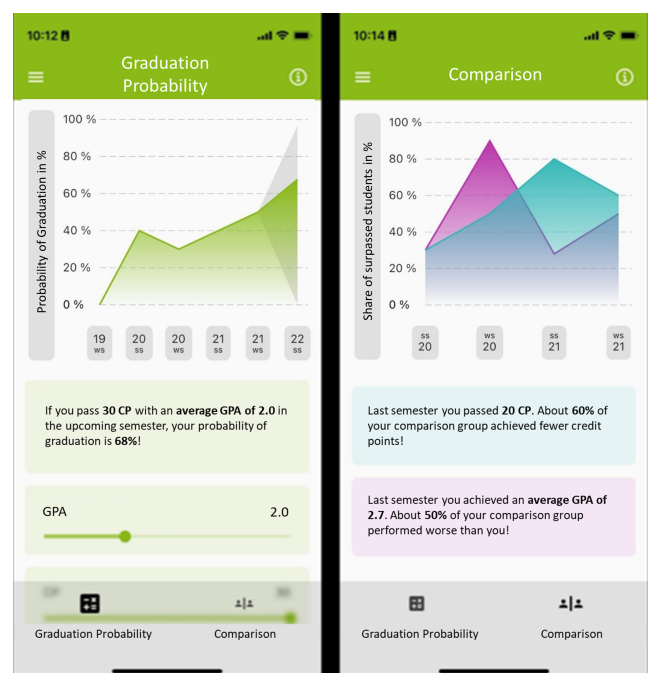 10:12
Graduation
Probability
Probability of Graduation in %
100 %
80 %
60 %
40 %
20 %
0 %
19 ws
20 ss
20 ws
21 ss
21 ws
22 ss
If you pass 30 CP with an average GPA of 2.0 in
the upcoming semester, your probability of
graduation is 68%!
GPA 2.0
CP
Graduation Probability Comparison
10:14
Comparison
Share of surpassed students in %
100 %
80 %
60 %
40 %
20 %
0 %
ss 20
ws 20
ss 21
ws 21
Last semester you passed 20 CP. About 60% of
your comparison group achieved fewer credit
points!
Last semester you achieved an average GPA of
2.7. About 50% of your comparison group
performed worse than you!
Graduation Probability Comparison